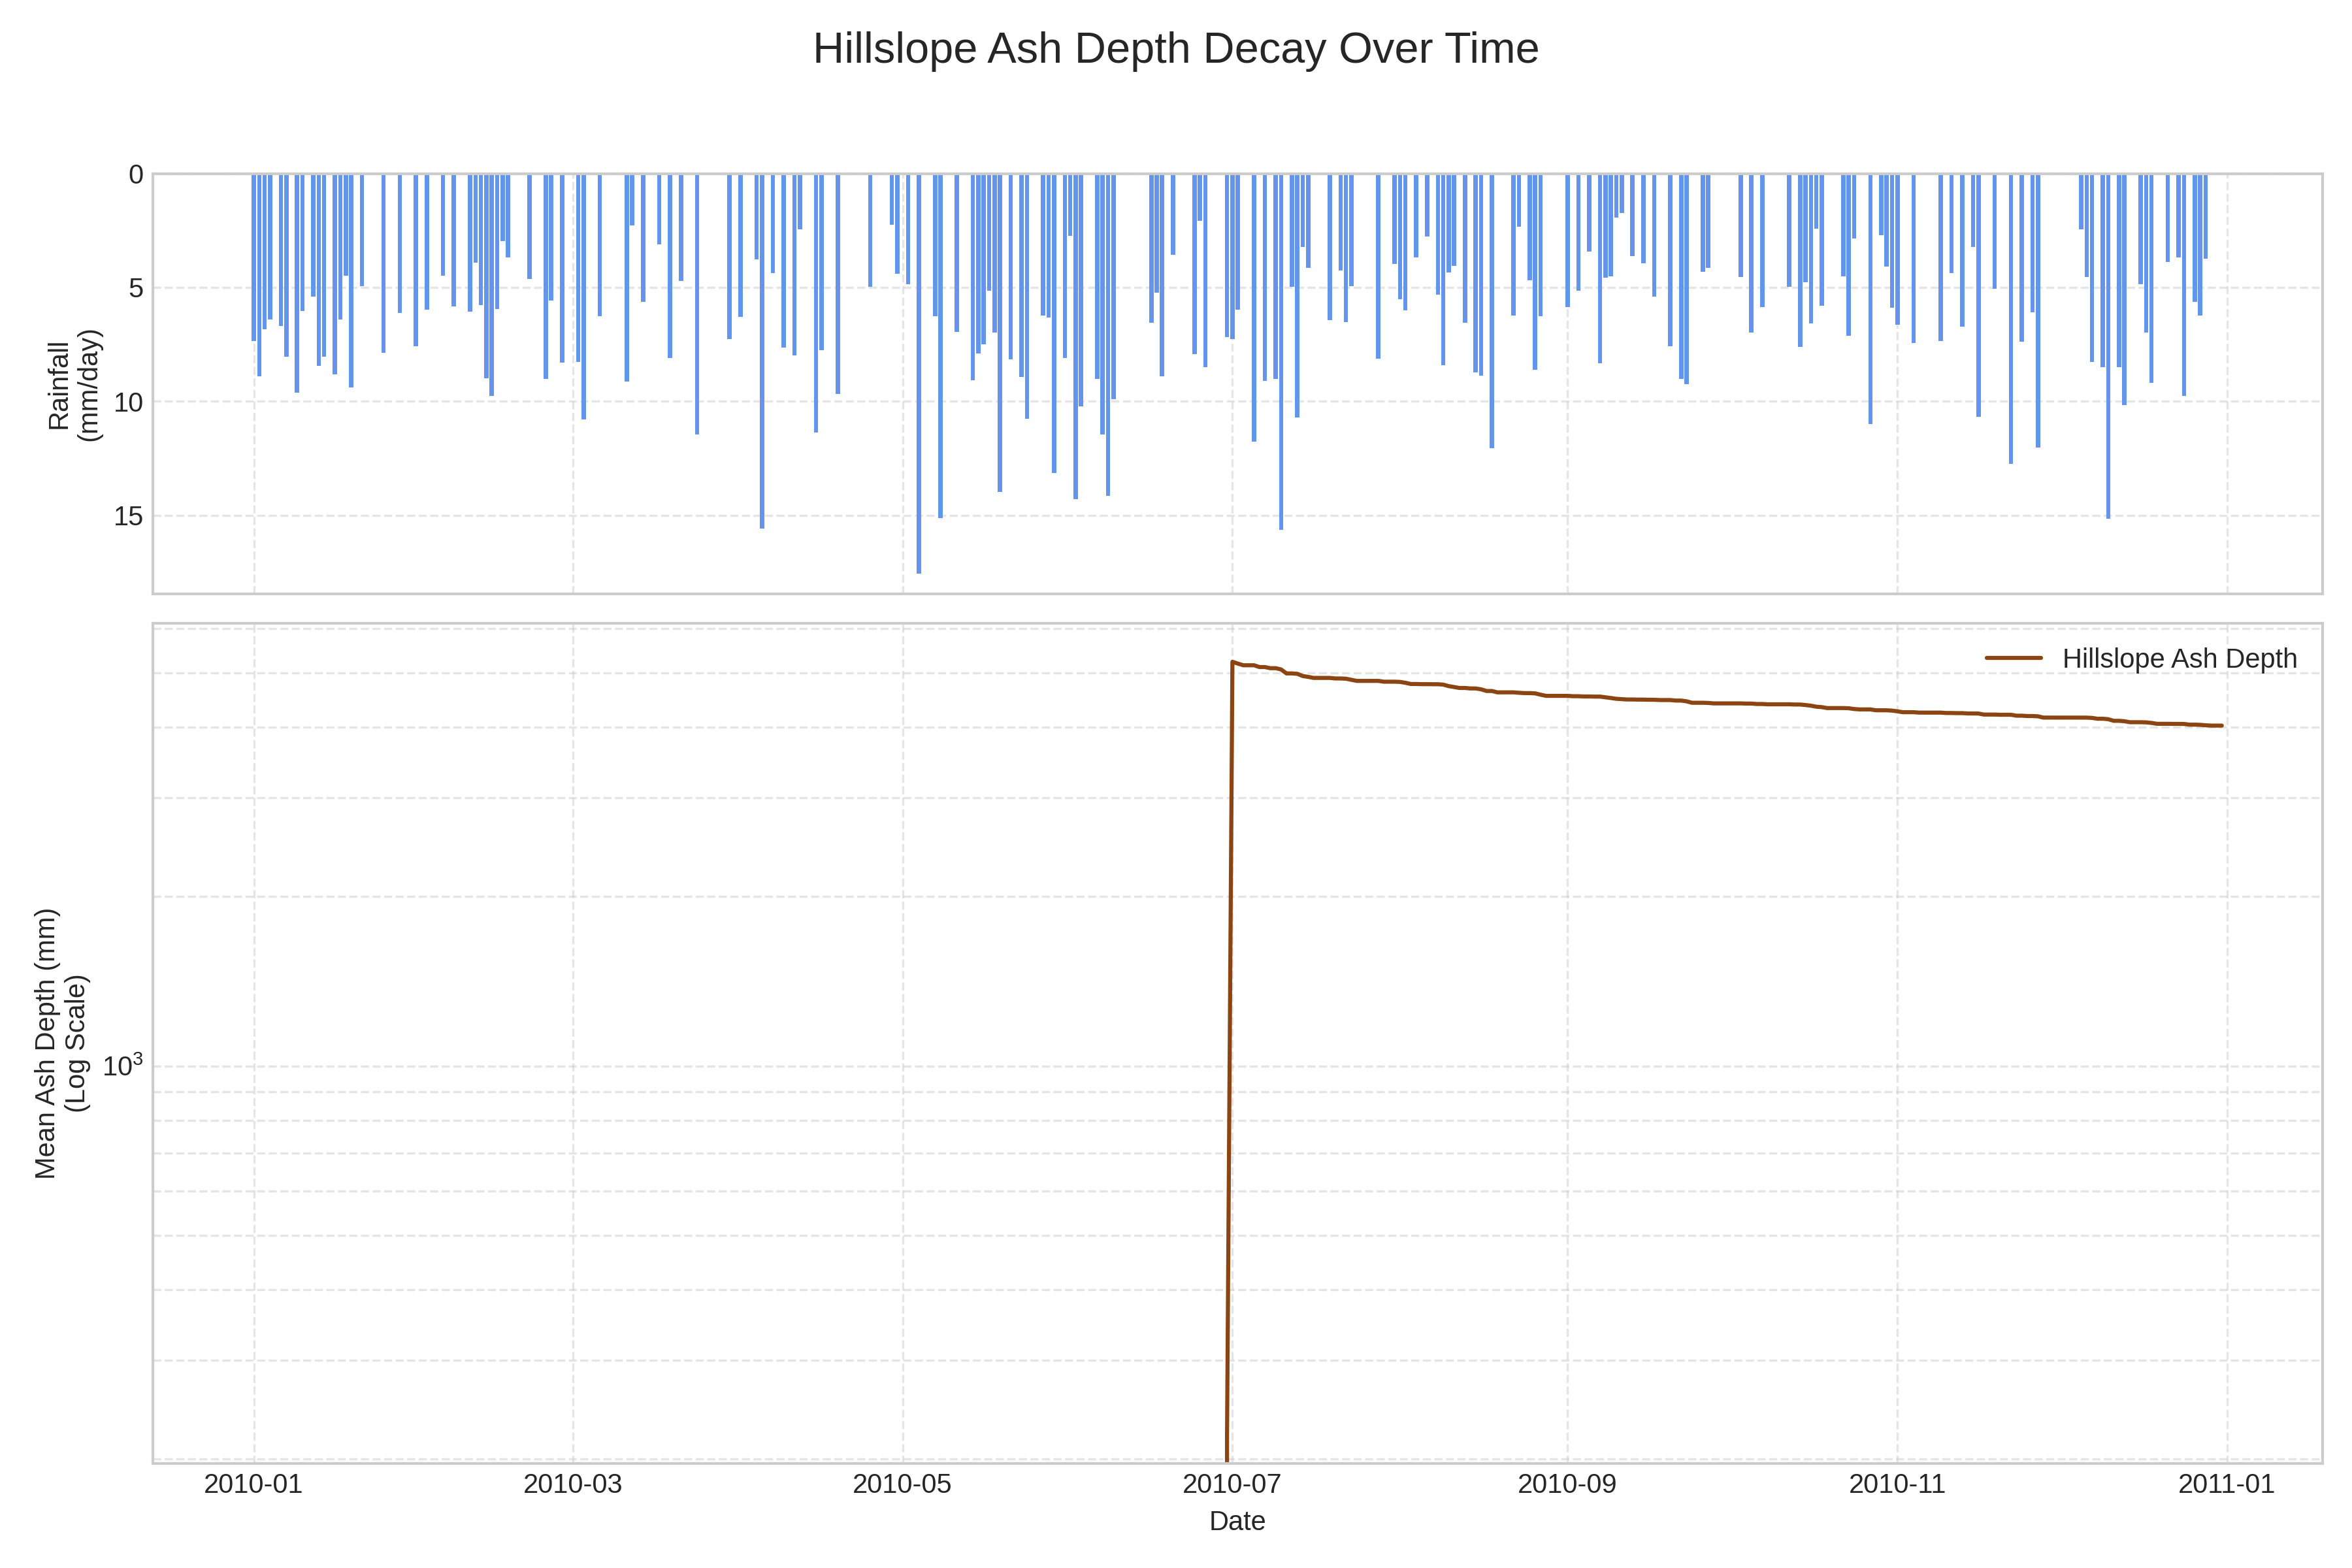 Hillslope Ash Depth Decay Over Time
0
5
10
15
Rainfall
(mm/day)
Hillslope Ash Depth
10³
Mean Ash Depth (mm)
(Log Scale)
2010-01
2010-03
2010-05
2010-07
2010-09
2010-11
2011-01
Date